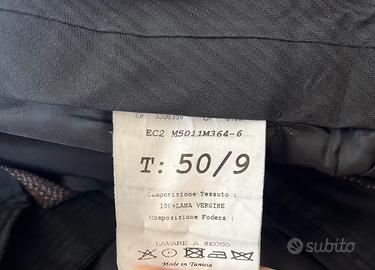 EC2 M5011M364-6
T: 50/9
Composizione Tessuto :
100%LANA VERGINE
Composizione Fodera :
LAVARE A SECCO
Made in Tunisia
subito